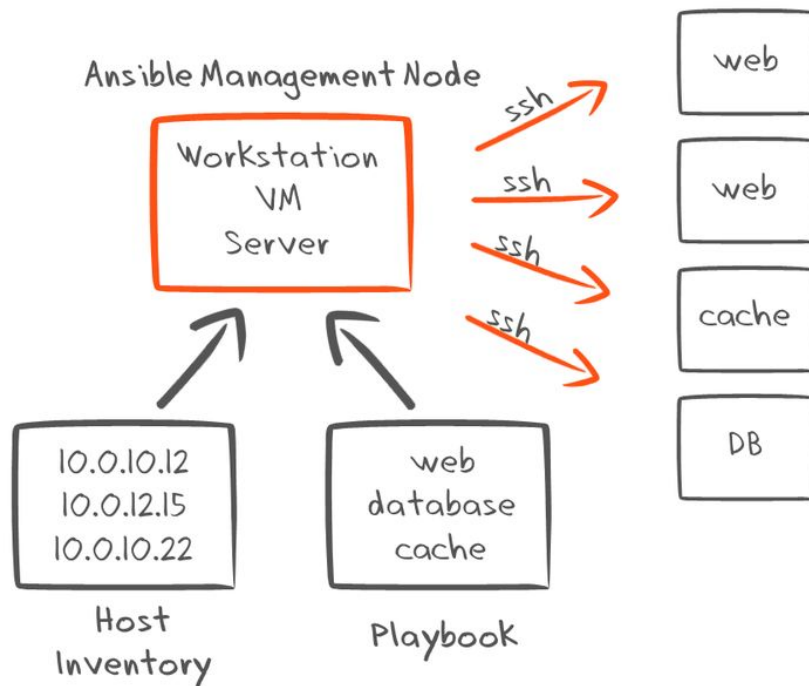 Ansible Management Node
Workstation
VM
Server
ssh
ssh
ssh
ssh
web
web
cache
DB
10.0.10.12
10.0.12.15
10.0.10.22
Host
Inventory
web
database
cache
Playbook